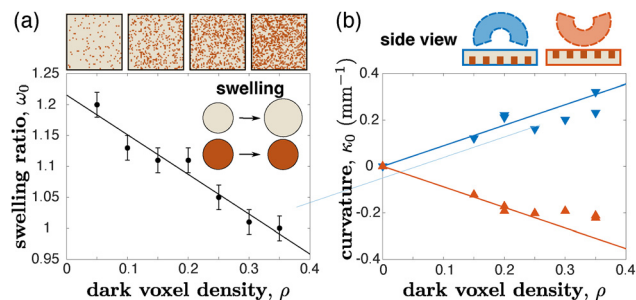 (a)
swelling ratio, ω₀
1.25
1.2
1.15
1.1
1.05
1
0.95
swelling
0
0.1
0.2
0.3
0.4
dark voxel density, ρ
(b)
side view
curvature, κ₀ (mm⁻¹)
0.4
0.2
0
-0.2
-0.4
0
0.1
0.2
0.3
0.4
dark voxel density, ρ